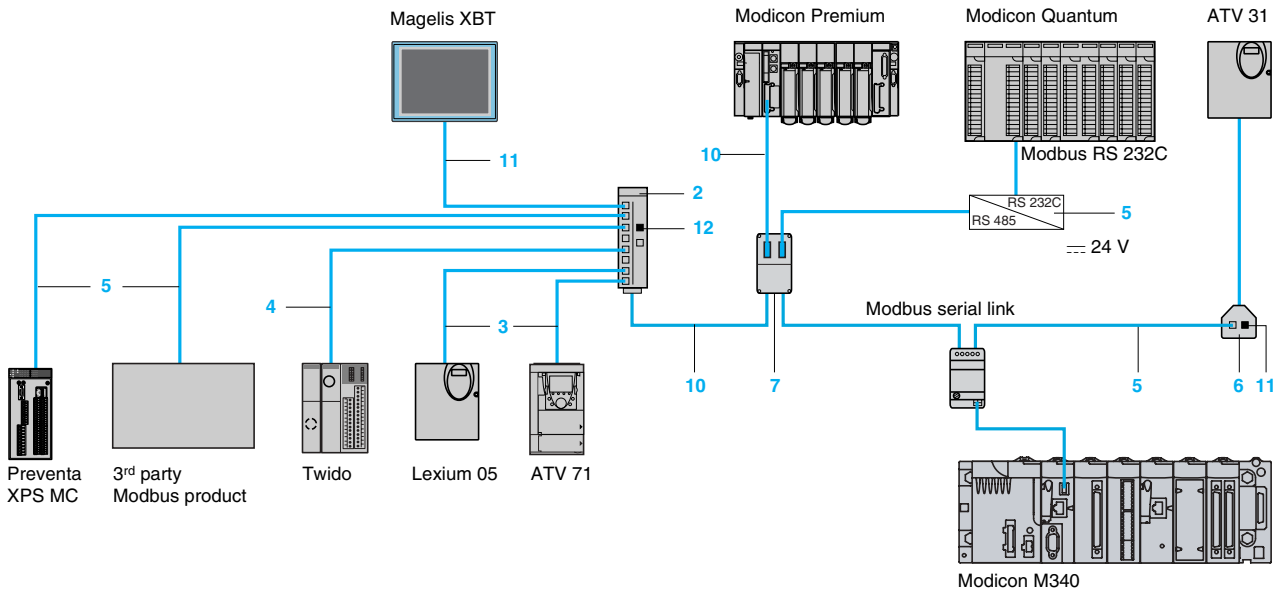 Magelis XBT
Modicon Premium
Modicon Quantum
ATV 31
11
10
Modbus RS 232C
2
12
RS 232C
RS 485
5
24 V
5
4
3
Modbus serial link
10
7
5
6
11
Preventa
XPS MC
3rd party
Modbus product
Twido
Lexium 05
ATV 71
Modicon M340